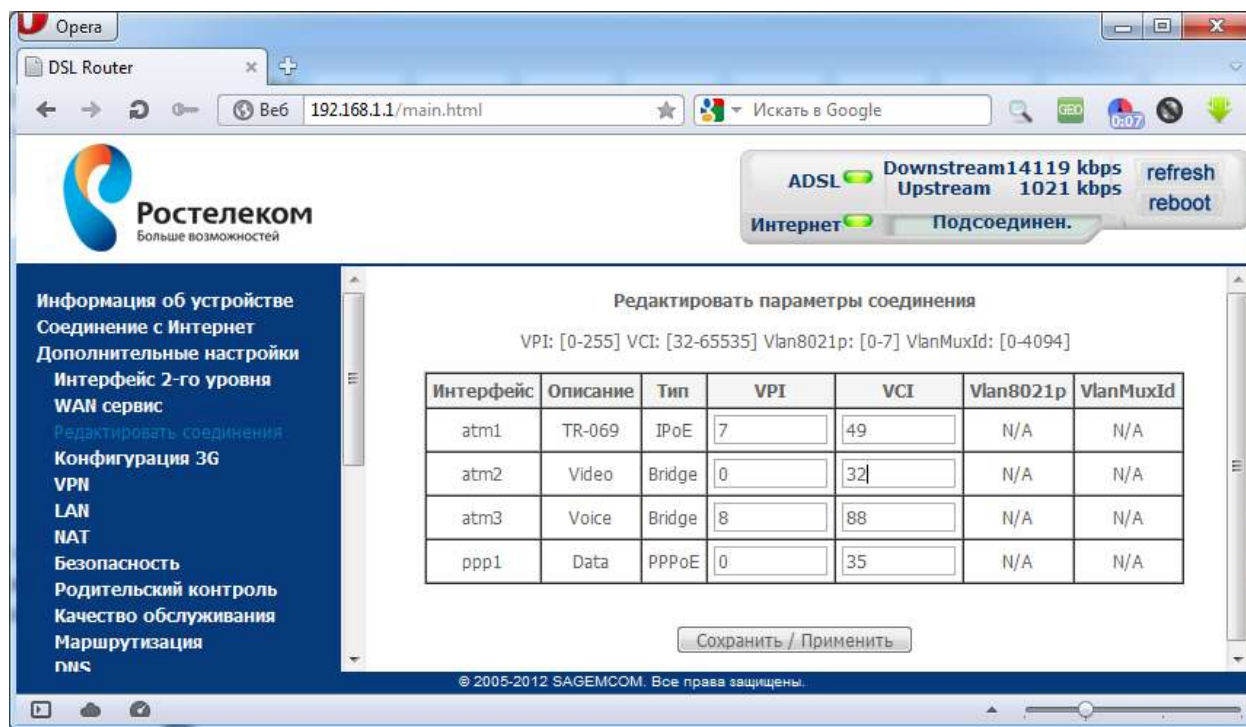 Opera
DSL Router
Веб 192.168.1.1/main.html Искать в Google GEO 0:07
Ростелеком
Больше возможностей
ADSL Downstream 14119 kbps refresh
Upstream 1021 kbps reboot
Интернет Подсоединен.
Информация об устройстве
Соединение с Интернет
Дополнительные настройки
Интерфейс 2-го уровня
WAN сервис
Редактировать соединения
Конфигурация 3G
VPN
LAN
NAT
Безопасность
Родительский контроль
Качество обслуживания
Маршрутизация
DNS
Редактировать параметры соединения
VPI: [0-255] VCI: [32-65535] Vlan8021p: [0-7] VlanMuxId: [0-4094]
Интерфейс Описание Тип VPI VCI Vlan8021p VlanMuxId
atm1 TR-069 IPoE 7 49 N/A N/A
atm2 Video Bridge 0 32 N/A N/A
atm3 Voice Bridge 8 88 N/A N/A
ppp1 Data PPPoE 0 35 N/A N/A
Сохранить / Применить
© 2005-2012 SAGEMCOM. Все права защищены.